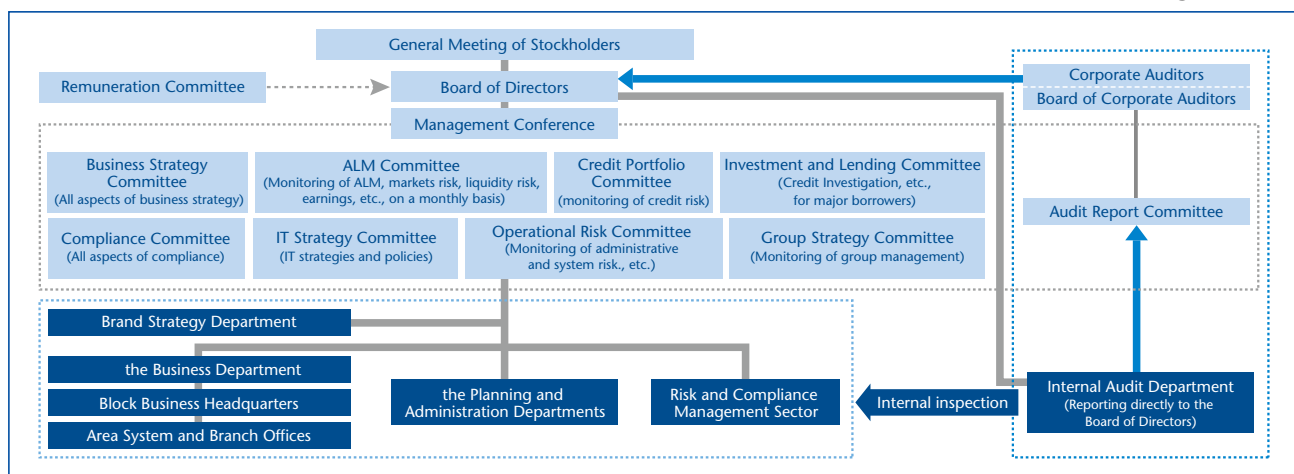 General Meeting of Stockholders
Remuneration Committee
Board of Directors
Corporate Auditors
Board of Corporate Auditors
Management Conference
Business Strategy
Committee
(All aspects of business strategy)
ALM Committee
(Monitoring of ALM, markets risk, liquidity risk,
earnings, etc., on a monthly basis)
Credit Portfolio
Committee
(monitoring of credit risk)
Investment and Lending Committee
(Credit Investigation, etc.,
for major borrowers)
Audit Report Committee
Compliance Committee
(All aspects of compliance)
IT Strategy Committee
(IT strategies and policies)
Operational Risk Committee
(Monitoring of administrative
and system risk., etc.)
Group Strategy Committee
(Monitoring of group management)
Brand Strategy Department
the Business Department
Block Business Headquarters
Area System and Branch Offices
the Planning and
Administration Departments
Risk and Compliance
Management Sector
Internal inspection
Internal Audit Department
(Reporting directly to the
Board of Directors)